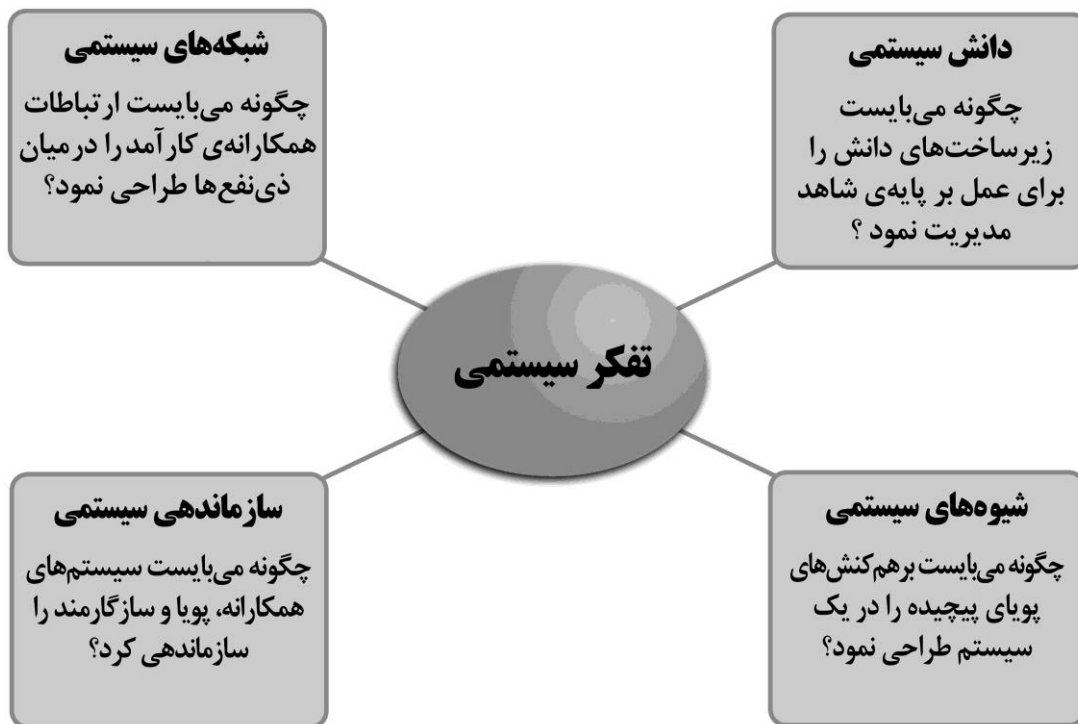 دانش سیستمی
چگونه می‌بایست
زیرساخت‌های دانش را
برای عمل بر پایه‌ی شاهد
مدیریت نمود ؟
شبکه‌های سیستمی
چگونه می‌بایست ارتباطات
همکارانه‌ی کارآمد را در میان
ذی‌نفع‌ها طراحی نمود؟
تفکر سیستمی
شیوه‌های سیستمی
چگونه می‌بایست برهم‌کنش‌های
پویای پیچیده را در یک
سیستم طراحی نمود؟
سازماندهی سیستمی
چگونه می‌بایست سیستم‌های
همکارانه، پویا و سازگارمند را
سازماندهی کرد؟